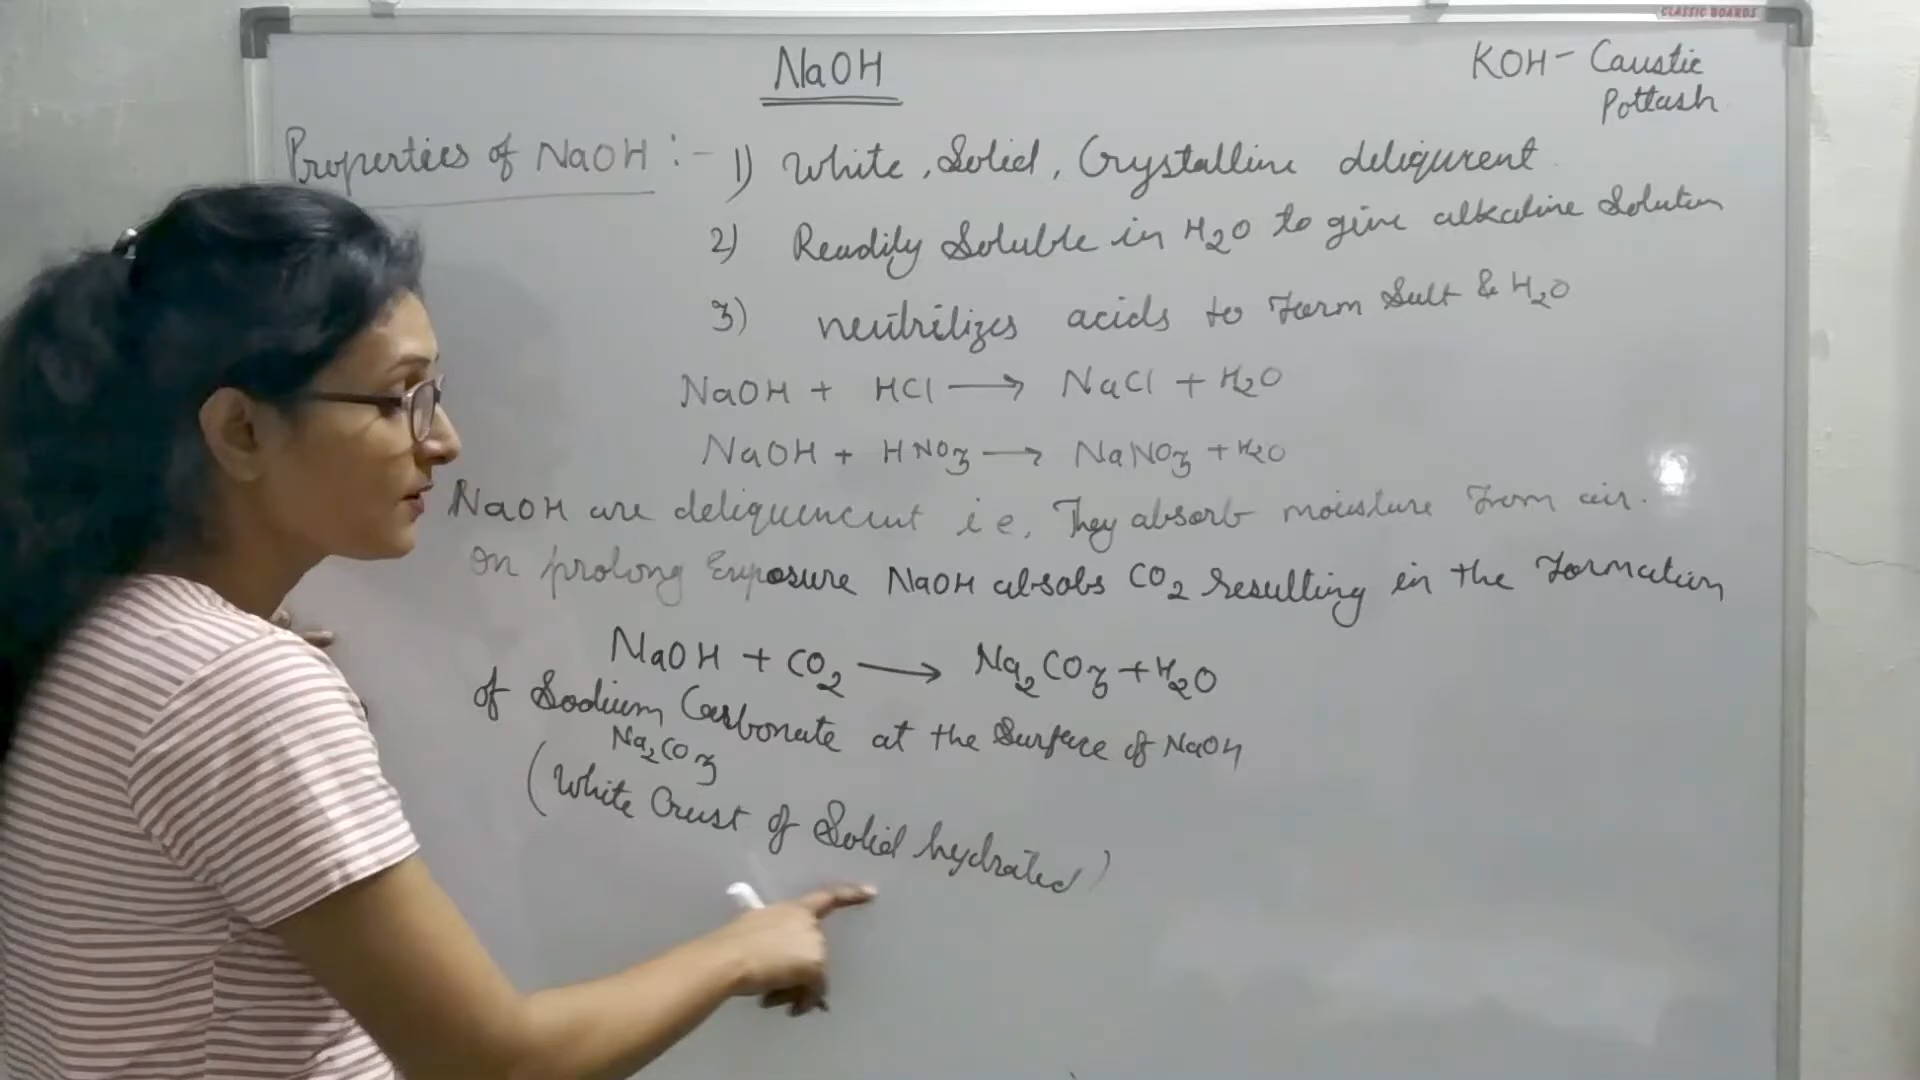 CLASSIC BOARDS
NaOH
KOH - Caustic
Pottash
Properties of NaOH :- 1) White, Solid, Crystalline deliqurent
2) Readily Soluble in H2O to give alkaline Solution
3) neutrilizes acids to form Salt & H2O
NaOH + HCl → NaCl + H2O
NaOH + HNO3 → NaNO3 + H2O
NaOH are deliquencent i.e, They absorb moisture from air.
On prolong Exposure NaOH absobs CO2 resulting in the formation
NaOH + CO2 → Na2CO3 + H2O
of Sodium Carbonate at the Surface of NaOH
Na2CO3
(White Crust of Solid hydrated)